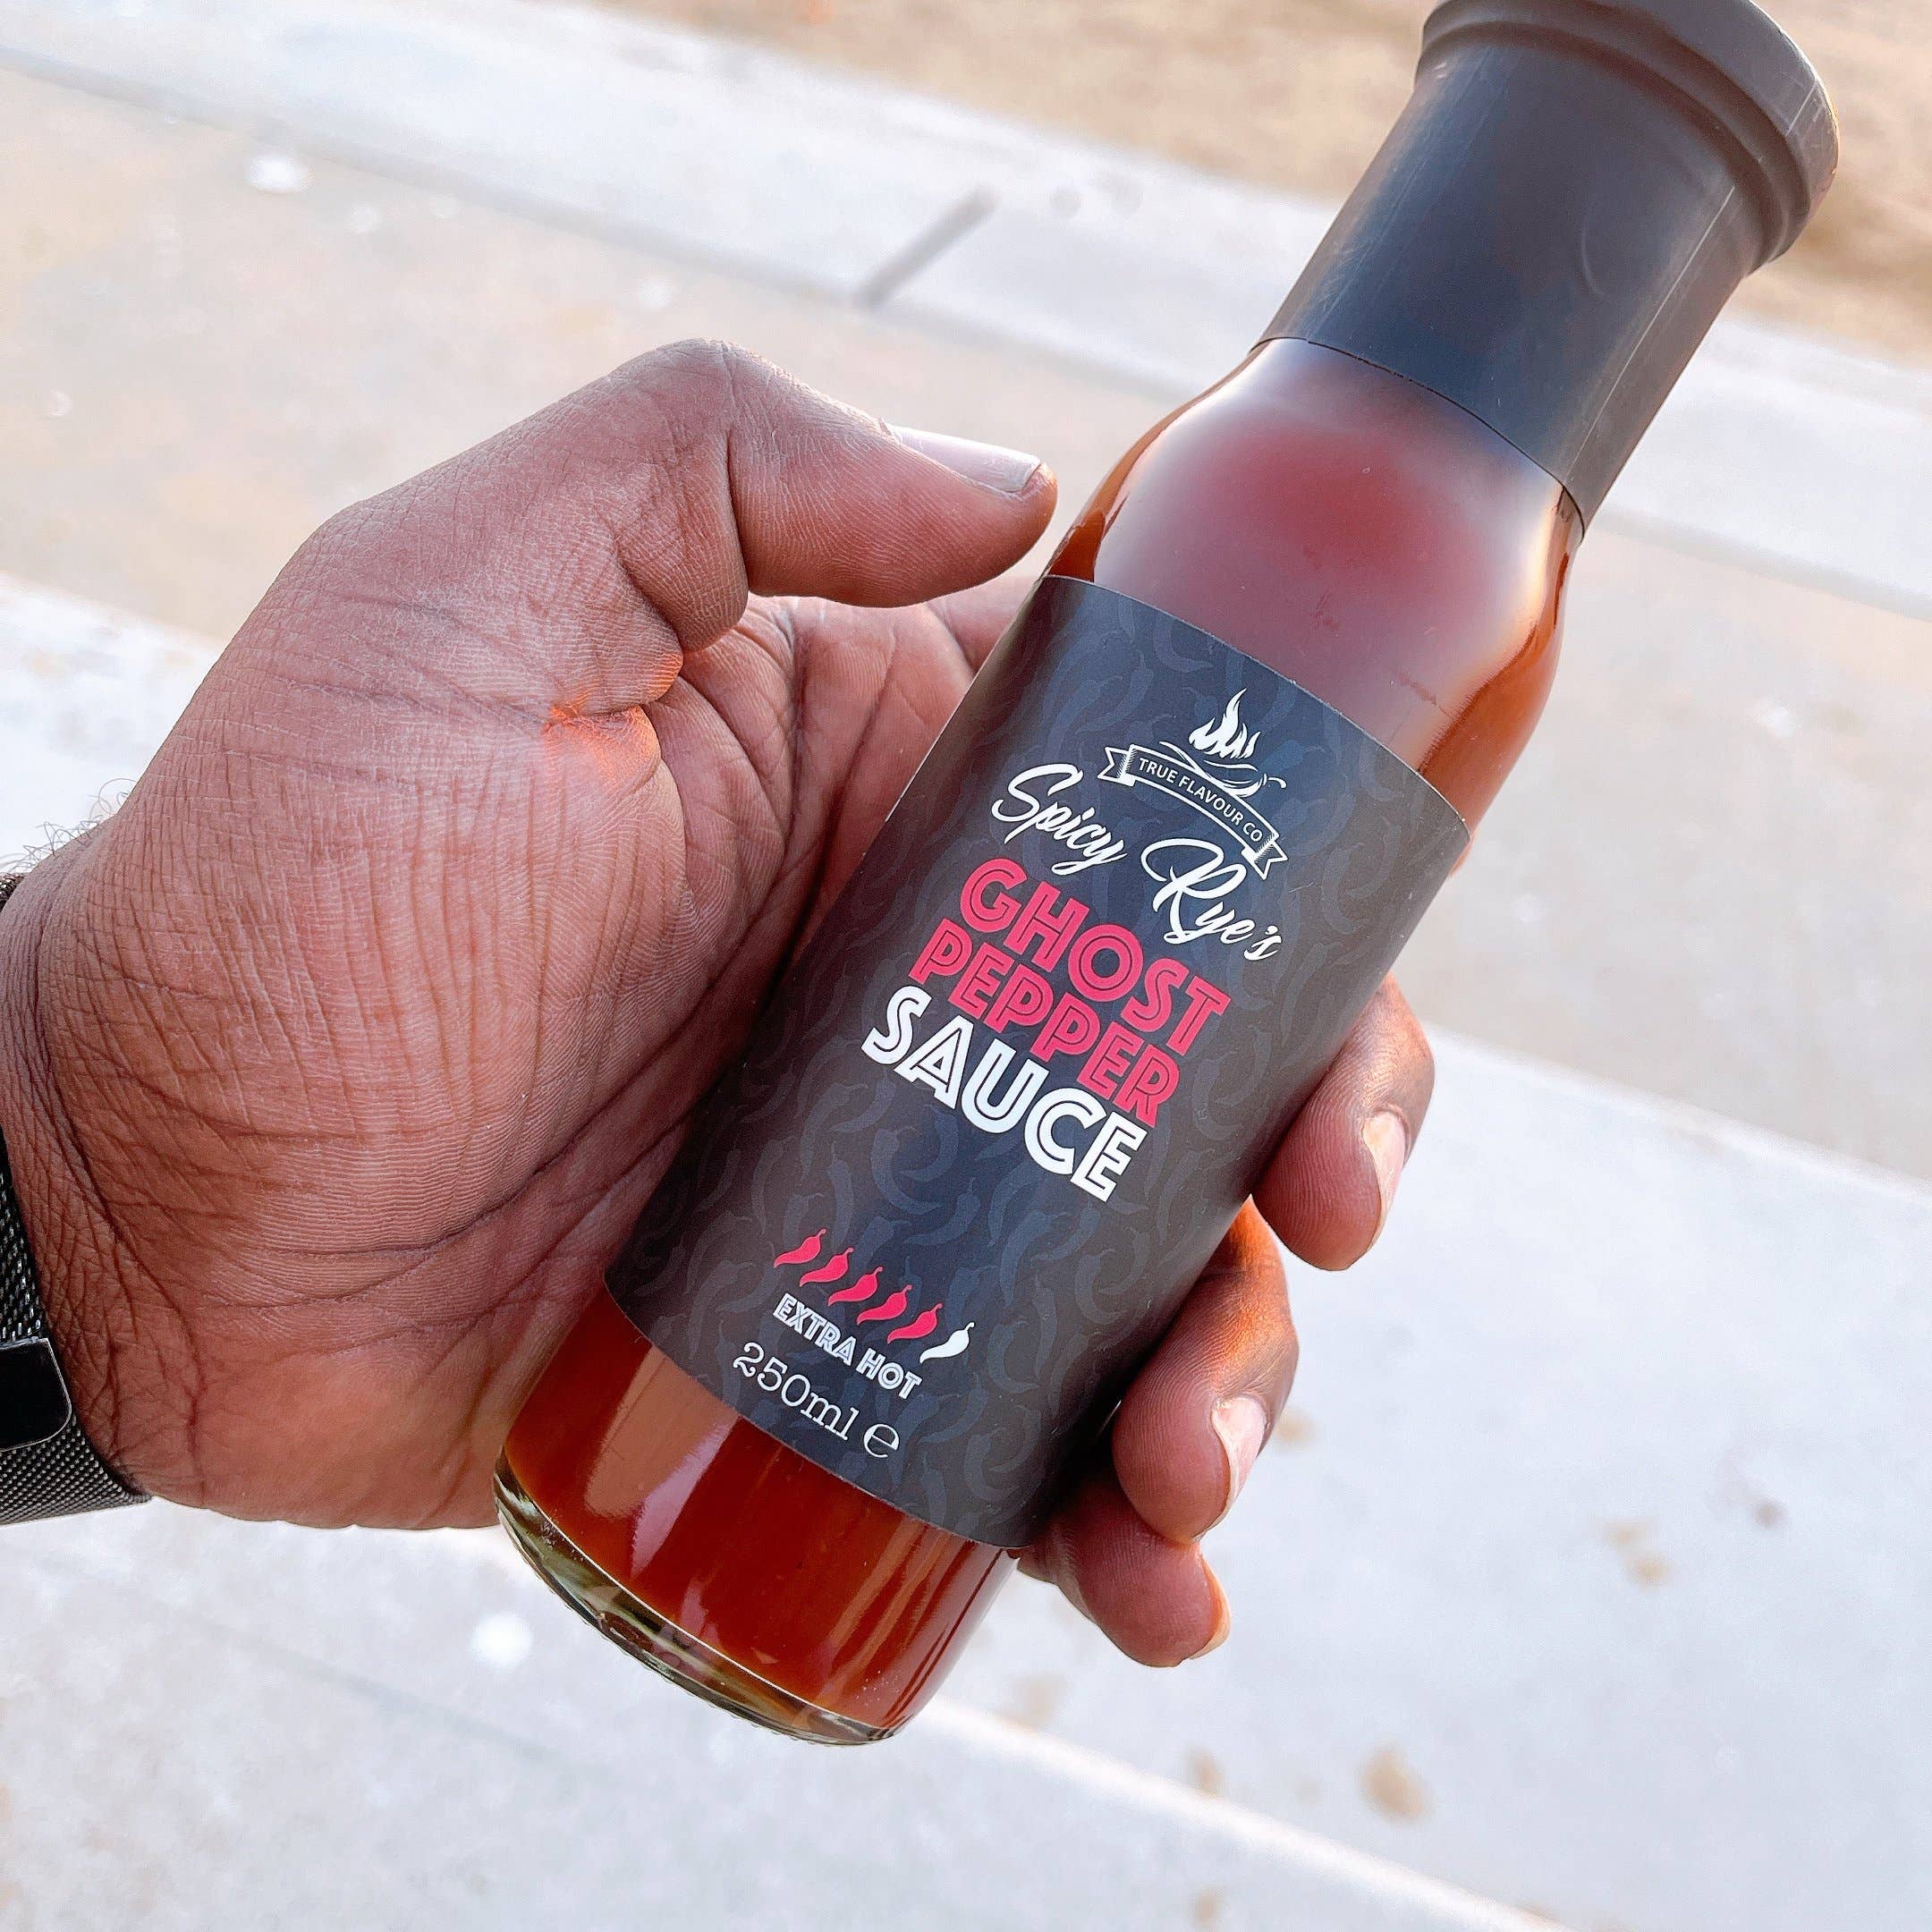 TRUE FLAVOUR CO
Spicy Rye's
GHOST
PEPPER
SAUCE
EXTRA HOT
250ml ℮